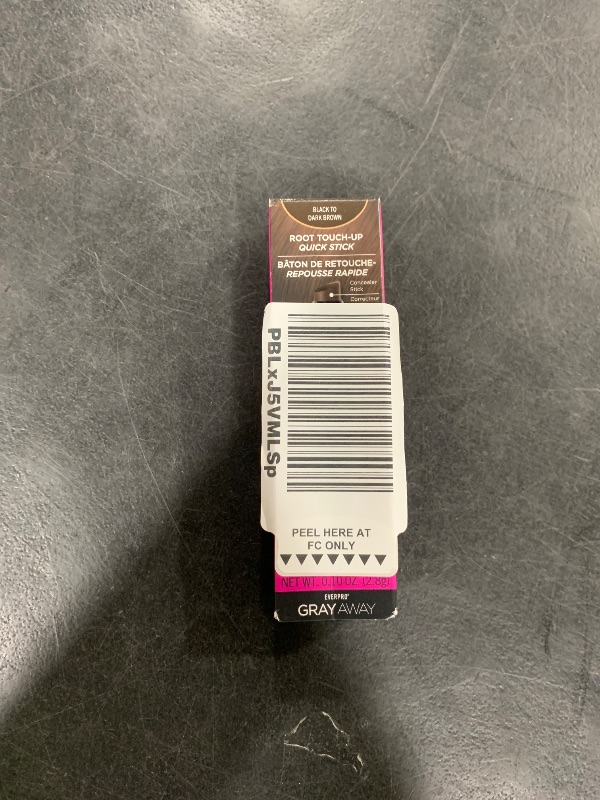 BLACK TO
DARK BROWN
ROOT TOUCH-UP
QUICK STICK
BÂTON DE RETOUCHE-
REPOUSSE RAPIDE
Concealer
Stick
Correcteur
PBLxJ5VMLSp
PEEL HERE AT
FC ONLY
NET WT. 0.10 OZ. (2.8g)
EVERPRO®
GRAY AWAY